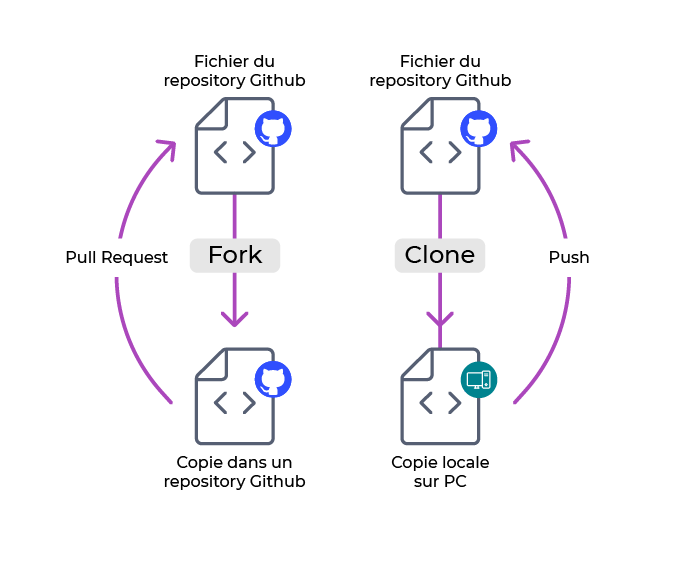 Fichier du
repository Github
Fichier du
repository Github
Pull Request
Fork
Clone
Push
Copie dans un
repository Github
Copie locale
sur PC